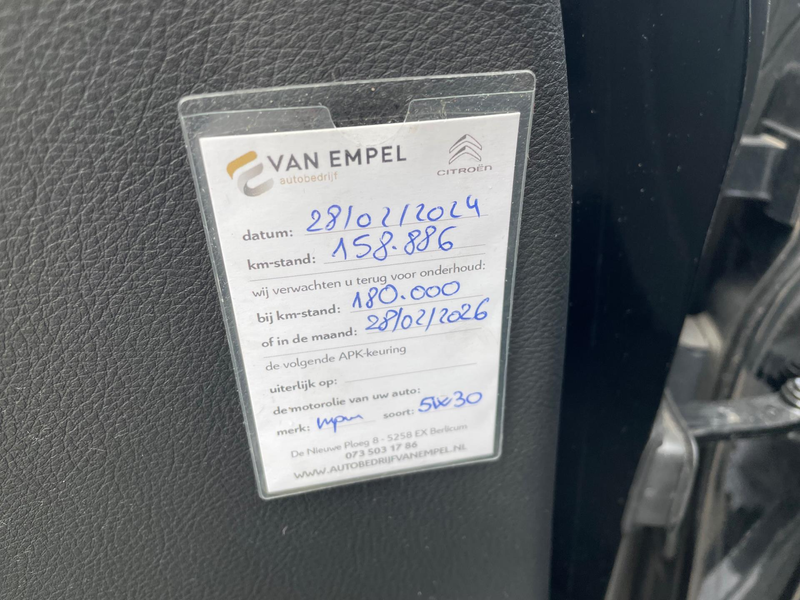 VAN EMPEL
autobedrijf
CITROËN
datum: 28/02/2024
km-stand: 158.886
wij verwachten u terug voor onderhoud:
bij km-stand: 180.000
of in de maand: 28/02/2026
de volgende APK-keuring
uiterlijk op:
de motorolie van uw auto:
merk: mpm soort: 5W30
De Nieuwe Ploeg 8 - 5258 EX Berlicum
073 503 17 86
WWW.AUTOBEDRIJFVANEMPEL.NL